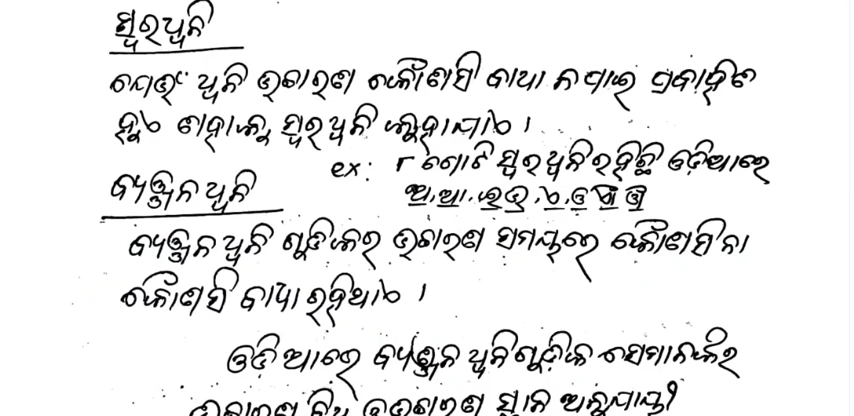 ସ୍ୱରଧ୍ୱନି
ଯେଉଁ ଧ୍ୱନି ଉଚ୍ଚାରଣ କୌଣସି ବାଧା ନପାଇ ପ୍ରବାହିତ
ହୁଏ ତାହାକୁ ସ୍ୱରଧ୍ୱନି କୁହାଯାଏ ।
ex: ୮ ଗୋଟି ସ୍ୱରଧ୍ୱନି ରହିଛି ଓଡ଼ିଆରେ
ଅ, ଆ, ଇ, ଉ, ଏ, ଓ ଐ ଔ
ବ୍ୟଞ୍ଜନ ଧ୍ୱନି
ବ୍ୟଞ୍ଜନ ଧ୍ୱନି ଗୁଡିକର ଉଚ୍ଚାରଣ ସମୟରେ କୌଣସି ନା
କୌଣସି ବାଧା ରହିଥାଏ ।
ଓଡ଼ିଆରେ ବ୍ୟଞ୍ଜନ ଧ୍ୱନିଗୁଡ଼ିକ ସେମାନଙ୍କର
ସ୍ଥାନ ଅନୁଯାୟୀ